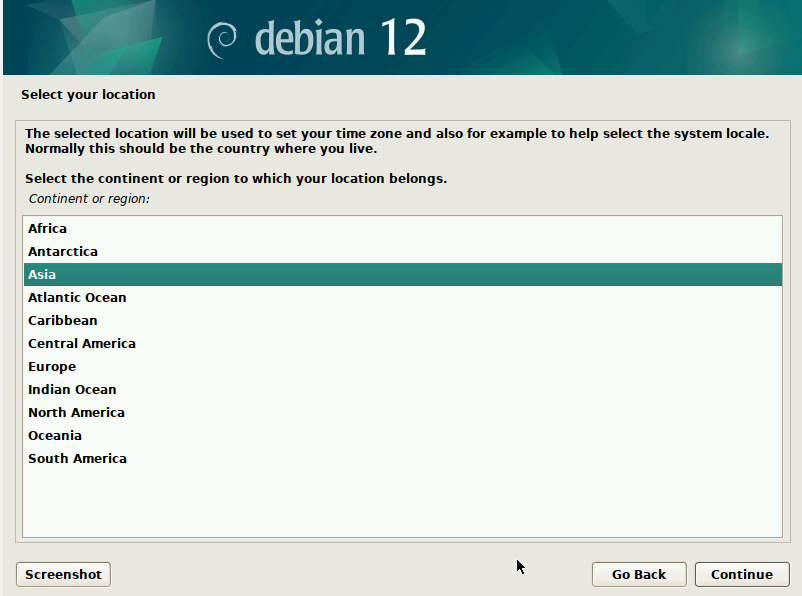 debian 12
Select your location
The selected location will be used to set your time zone and also for example to help select the system locale.
Normally this should be the country where you live.
Select the continent or region to which your location belongs.
Continent or region:
Africa
Antarctica
Asia
Atlantic Ocean
Caribbean
Central America
Europe
Indian Ocean
North America
Oceania
South America
Screenshot
Go Back
Continue